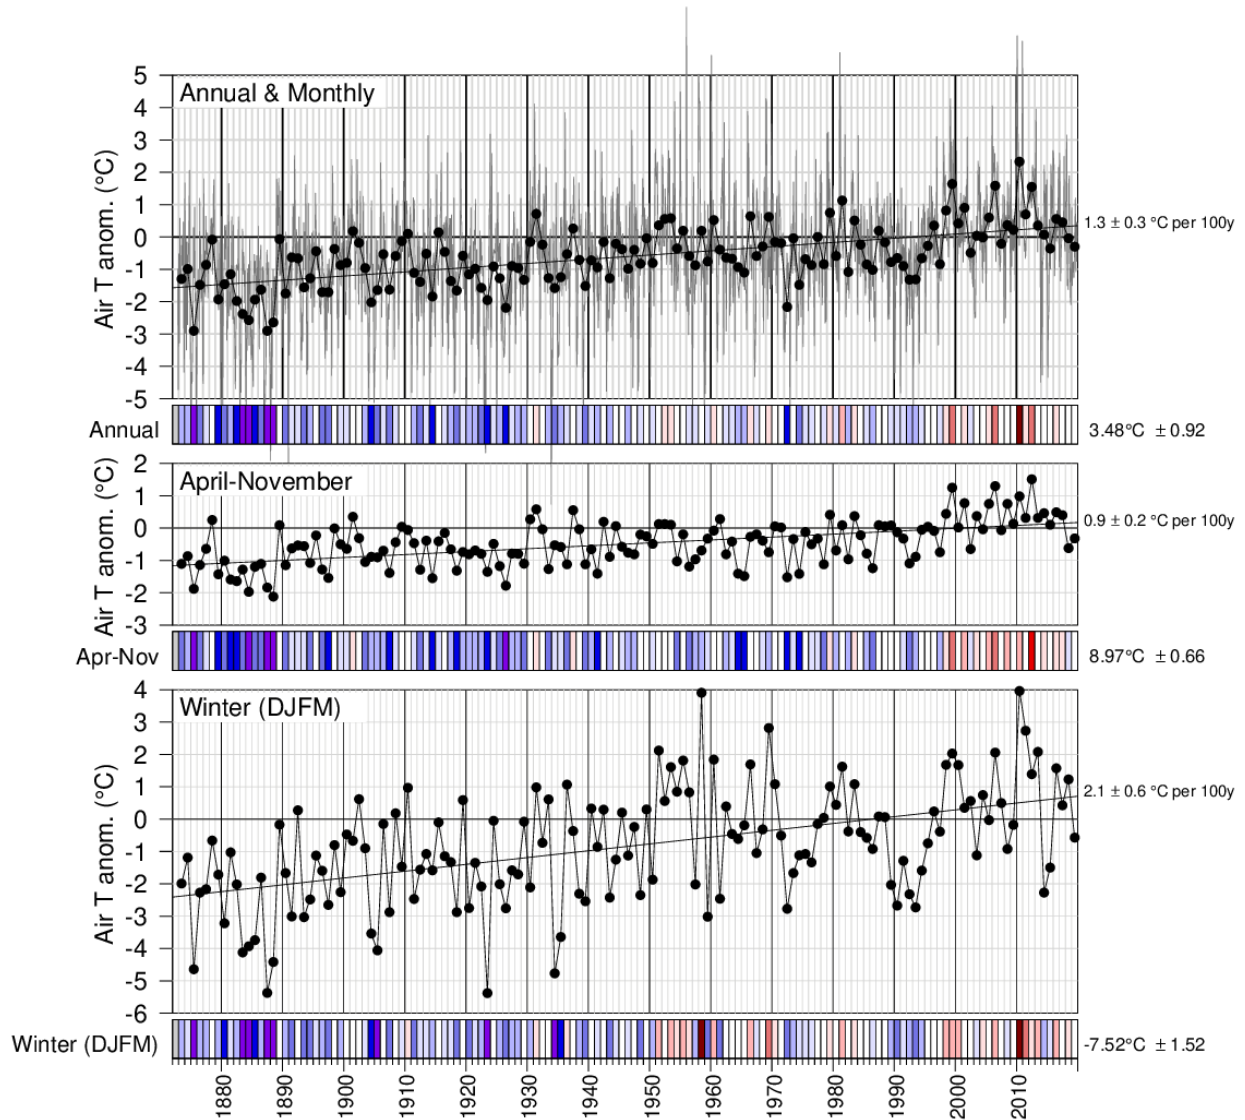 Annual & Monthly
5
4
3
2
1
0
-1
-2
-3
-4
-5
Air T anom. (°C)
1.3 ± 0.3 °C per 100y
Annual
3.48°C ± 0.92
April-November
2
1
0
-1
-2
-3
Air T anom. (°C)
0.9 ± 0.2 °C per 100y
Apr-Nov
8.97°C ± 0.66
Winter (DJFM)
4
3
2
1
0
-1
-2
-3
-4
-5
-6
Air T anom. (°C)
2.1 ± 0.6 °C per 100y
Winter (DJFM)
-7.52°C ± 1.52
1880 1890 1900 1910 1920 1930 1940 1950 1960 1970 1980 1990 2000 2010